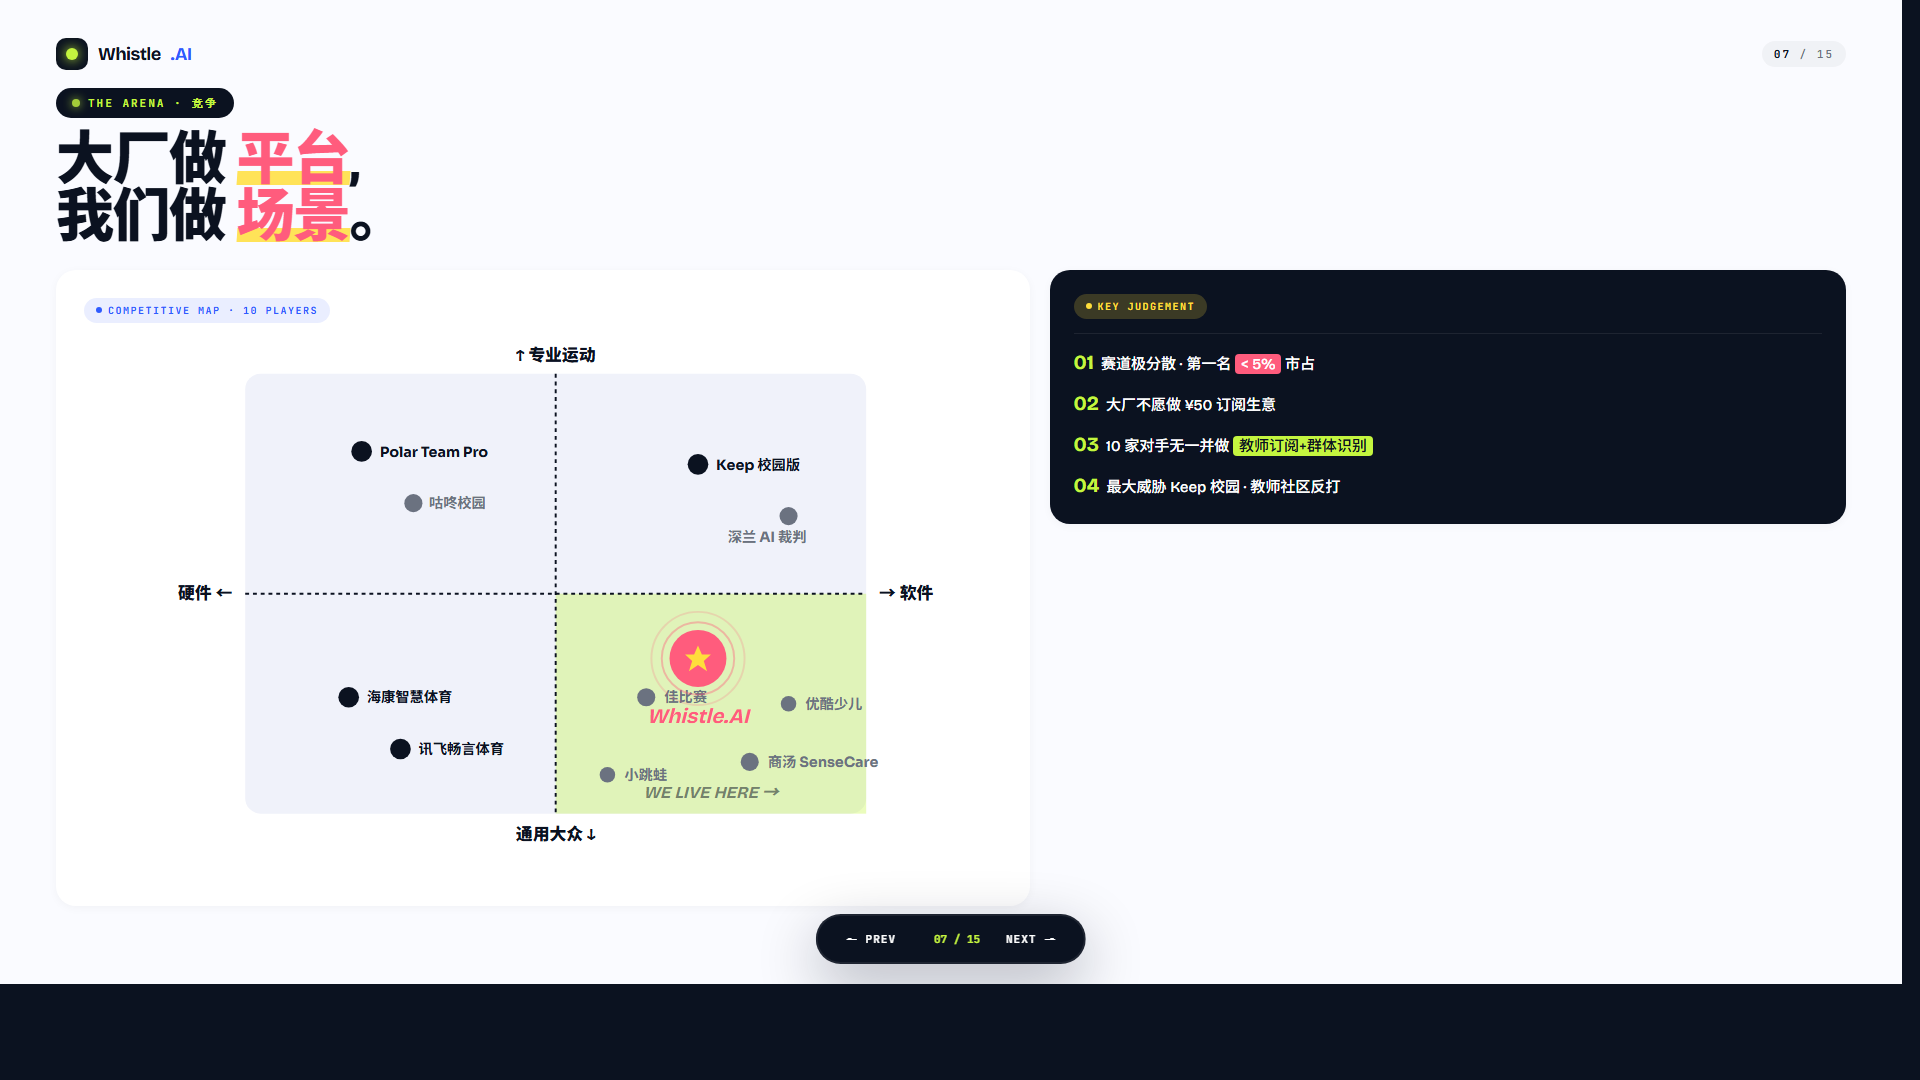 Whistle .AI
07 / 15
THE ARENA · 竞争
大厂做 平台,
我们做 场景。
COMPETITIVE MAP · 10 PLAYERS
↑ 专业运动
Polar Team Pro
Keep 校园版
咕咚校园
深兰 AI 裁判
硬件 ←
→ 软件
海康智慧体育
佳比赛
优酷少儿
Whistle.AI
讯飞畅言体育
商汤 SenseCare
小跳蛙
WE LIVE HERE →
通用大众 ↓
KEY JUDGEMENT
01 赛道极分散 · 第一名 < 5% 市占
02 大厂不愿做 ¥50 订阅生意
03 10 家对手无一并做 教师订阅+群体识别
04 最大威胁 Keep 校园 · 教师社区反打
← PREV 07 / 15 NEXT →